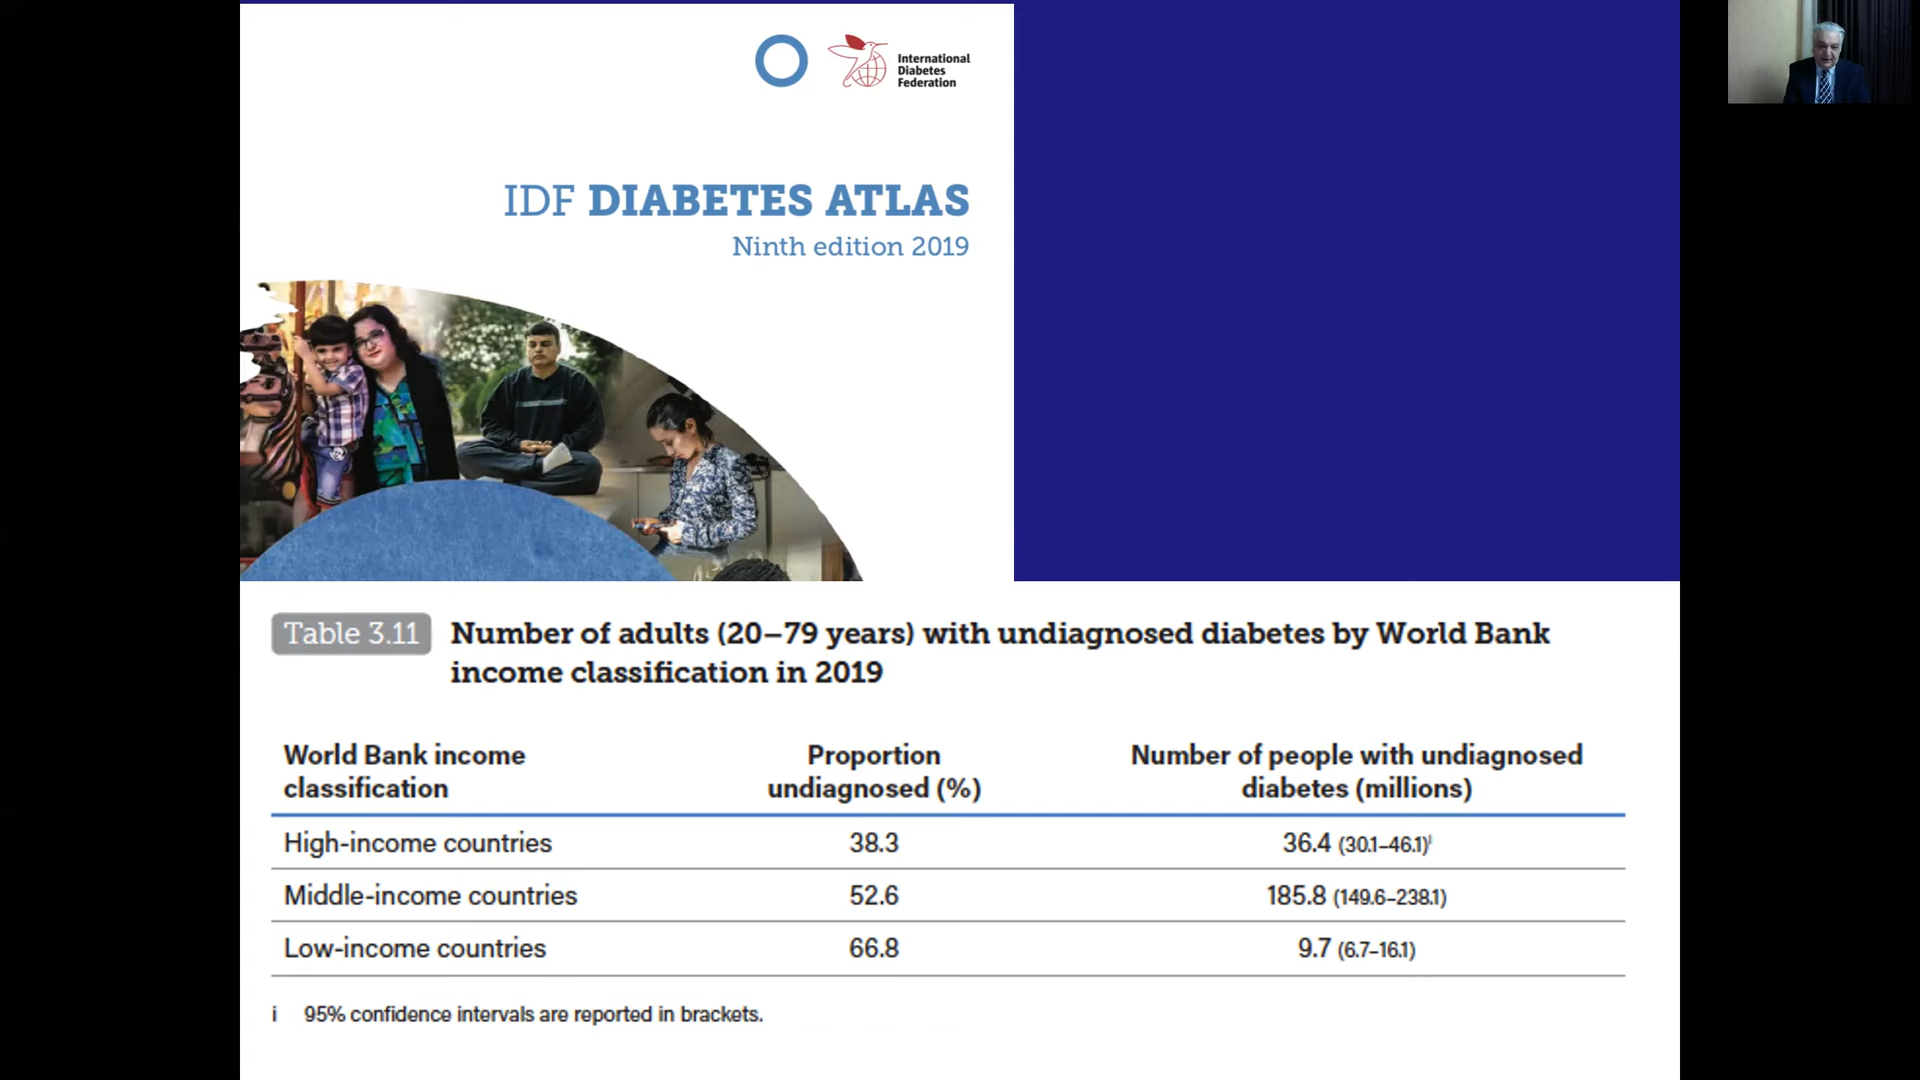 International
Diabetes
Federation
IDF DIABETES ATLAS
Ninth edition 2019
Table 3.11 Number of adults (20–79 years) with undiagnosed diabetes by World Bank
income classification in 2019
World Bank income classification Proportion undiagnosed (%) Number of people with undiagnosed diabetes (millions)
High-income countries 38.3 36.4 (30.1–46.1)i
Middle-income countries 52.6 185.8 (149.6–238.1)
Low-income countries 66.8 9.7 (6.7–16.1)
i 95% confidence intervals are reported in brackets.